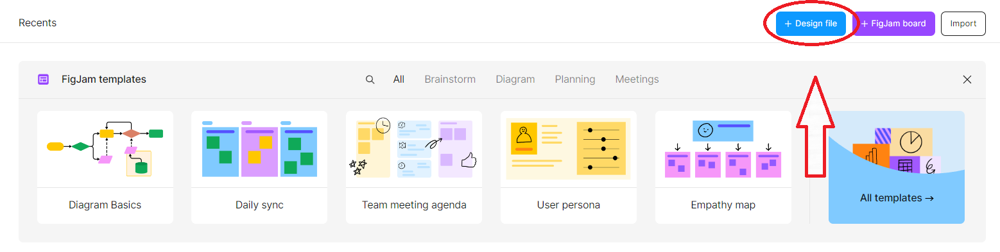 Recents
+ Design file
+ FigJam board
Import
FigJam templates
All
Brainstorm
Diagram
Planning
Meetings
Diagram Basics
Daily sync
Team meeting agenda
User persona
Empathy map
All templates →